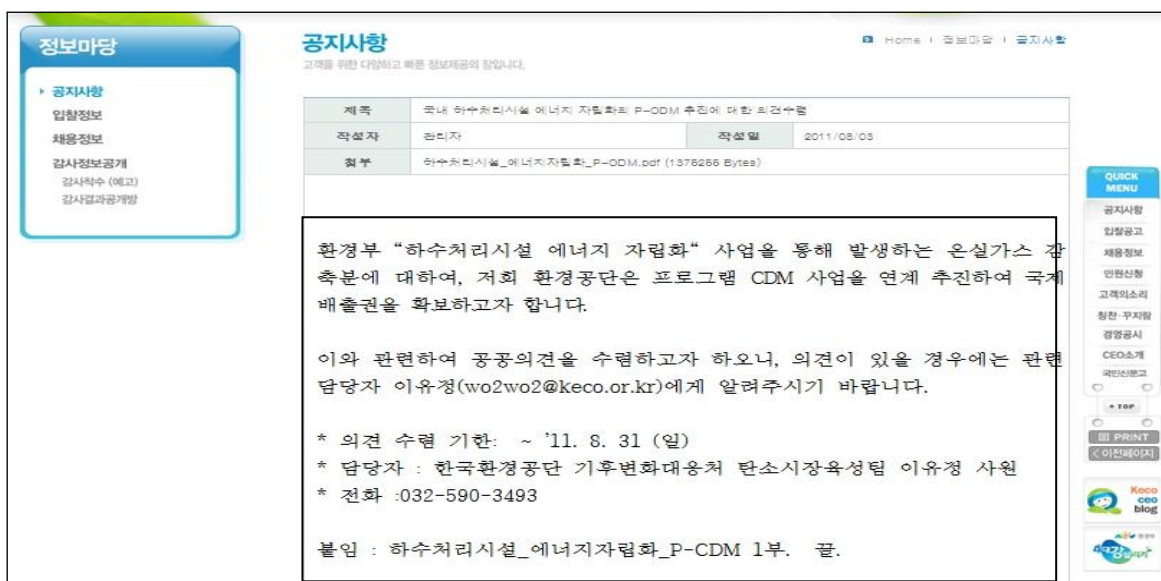 정보마당
공지사항
입찰정보
채용정보
감사정보공개
감사착수 (예고)
감사결과공개방
공지사항
고객을 위한 다양하고 빠른 정보제공의 장입니다.
Home | 정보마당 | 공지사항
제목 국내 하수처리시설 에너지 자립화의 P-CDM 추진에 대한 의견수렴
작성자 관리자 작성일 2011/08/03
첨부 하수처리시설_에너지자립화_P-CDM.pdf (1376266 Bytes)
환경부 “하수처리시설 에너지 자립화“ 사업을 통해 발생하는 온실가스 감
축분에 대하여, 저희 환경공단은 프로그램 CDM 사업을 연계 추진하여 국제
배출권을 확보하고자 합니다.
이와 관련하여 공공의견을 수렴하고자 하오니, 의견이 있을 경우에는 관련
담당자 이유정(wo2wo2@keco.or.kr)에게 알려주시기 바랍니다.
* 의견 수렴 기한: ~ '11. 8. 31 (일)
* 담당자 : 한국환경공단 기후변화대응처 탄소시장육성팀 이유정 사원
* 전화 :032-590-3493
붙임 : 하수처리시설_에너지자립화_P-CDM 1부. 끝.
QUICK
MENU
공지사항
입찰공고
채용정보
민원신청
고객의소리
칭찬·꾸지람
경영공시
CEO소개
국민신문고
TOP
PRINT
< 이전페이지
Keco
ceo
blog